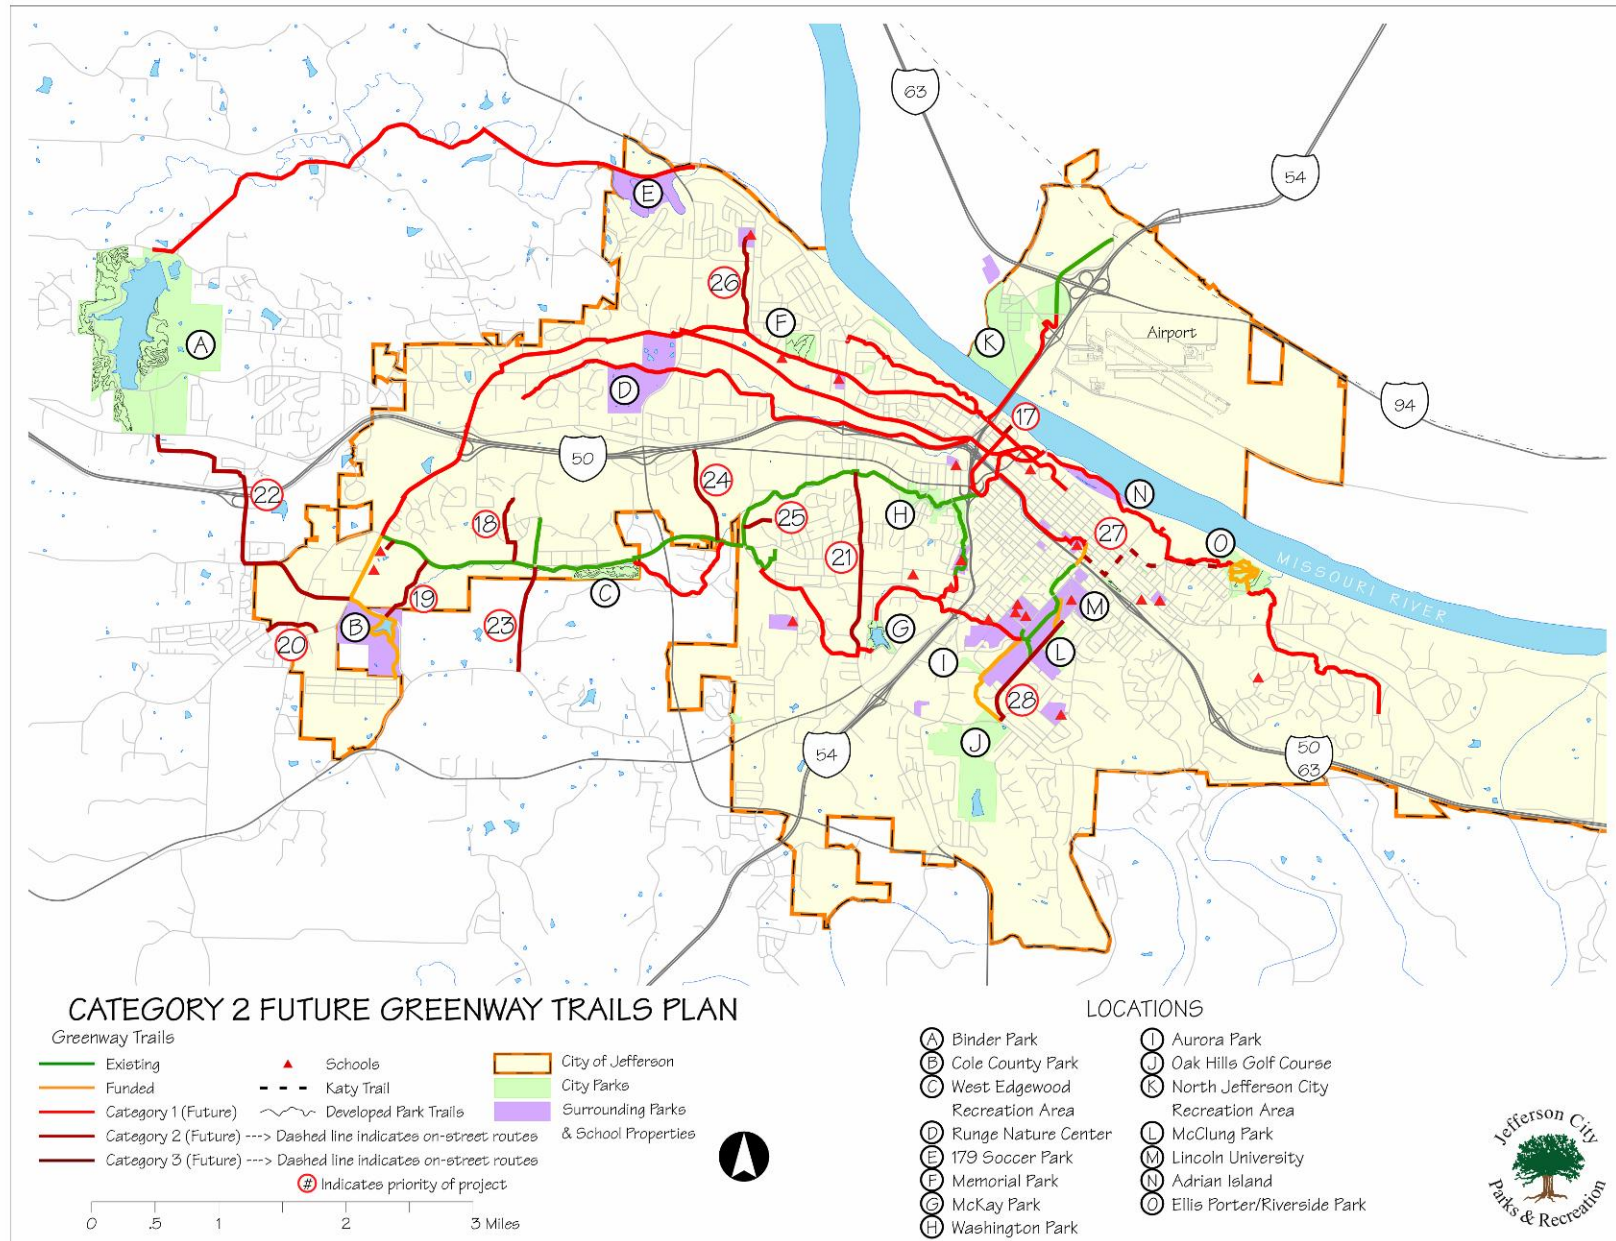 63
54
E
26
F
A
K
Airport
D
94
17
50
24
22
N
18
25
H
27
O
21
MISSOURI RIVER
C
19
M
B
23
G
20
I
L
28
J
54
50
63
CATEGORY 2 FUTURE GREENWAY TRAILS PLAN
Greenway Trails
Existing
Funded
Category 1 (Future)
Category 2 (Future) ---> Dashed line indicates on-street routes
Category 3 (Future) ---> Dashed line indicates on-street routes
Schools
Katy Trail
Developed Park Trails
# Indicates priority of project
City of Jefferson
City Parks
Surrounding Parks
& School Properties
0 .5 1 2 3 Miles
LOCATIONS
A Binder Park
B Cole County Park
C West Edgewood
Recreation Area
D Runge Nature Center
E 179 Soccer Park
F Memorial Park
G McKay Park
H Washington Park
I Aurora Park
J Oak Hills Golf Course
K North Jefferson City
Recreation Area
L McClung Park
M Lincoln University
N Adrian Island
O Ellis Porter/Riverside Park
Jefferson City
Parks & Recreation